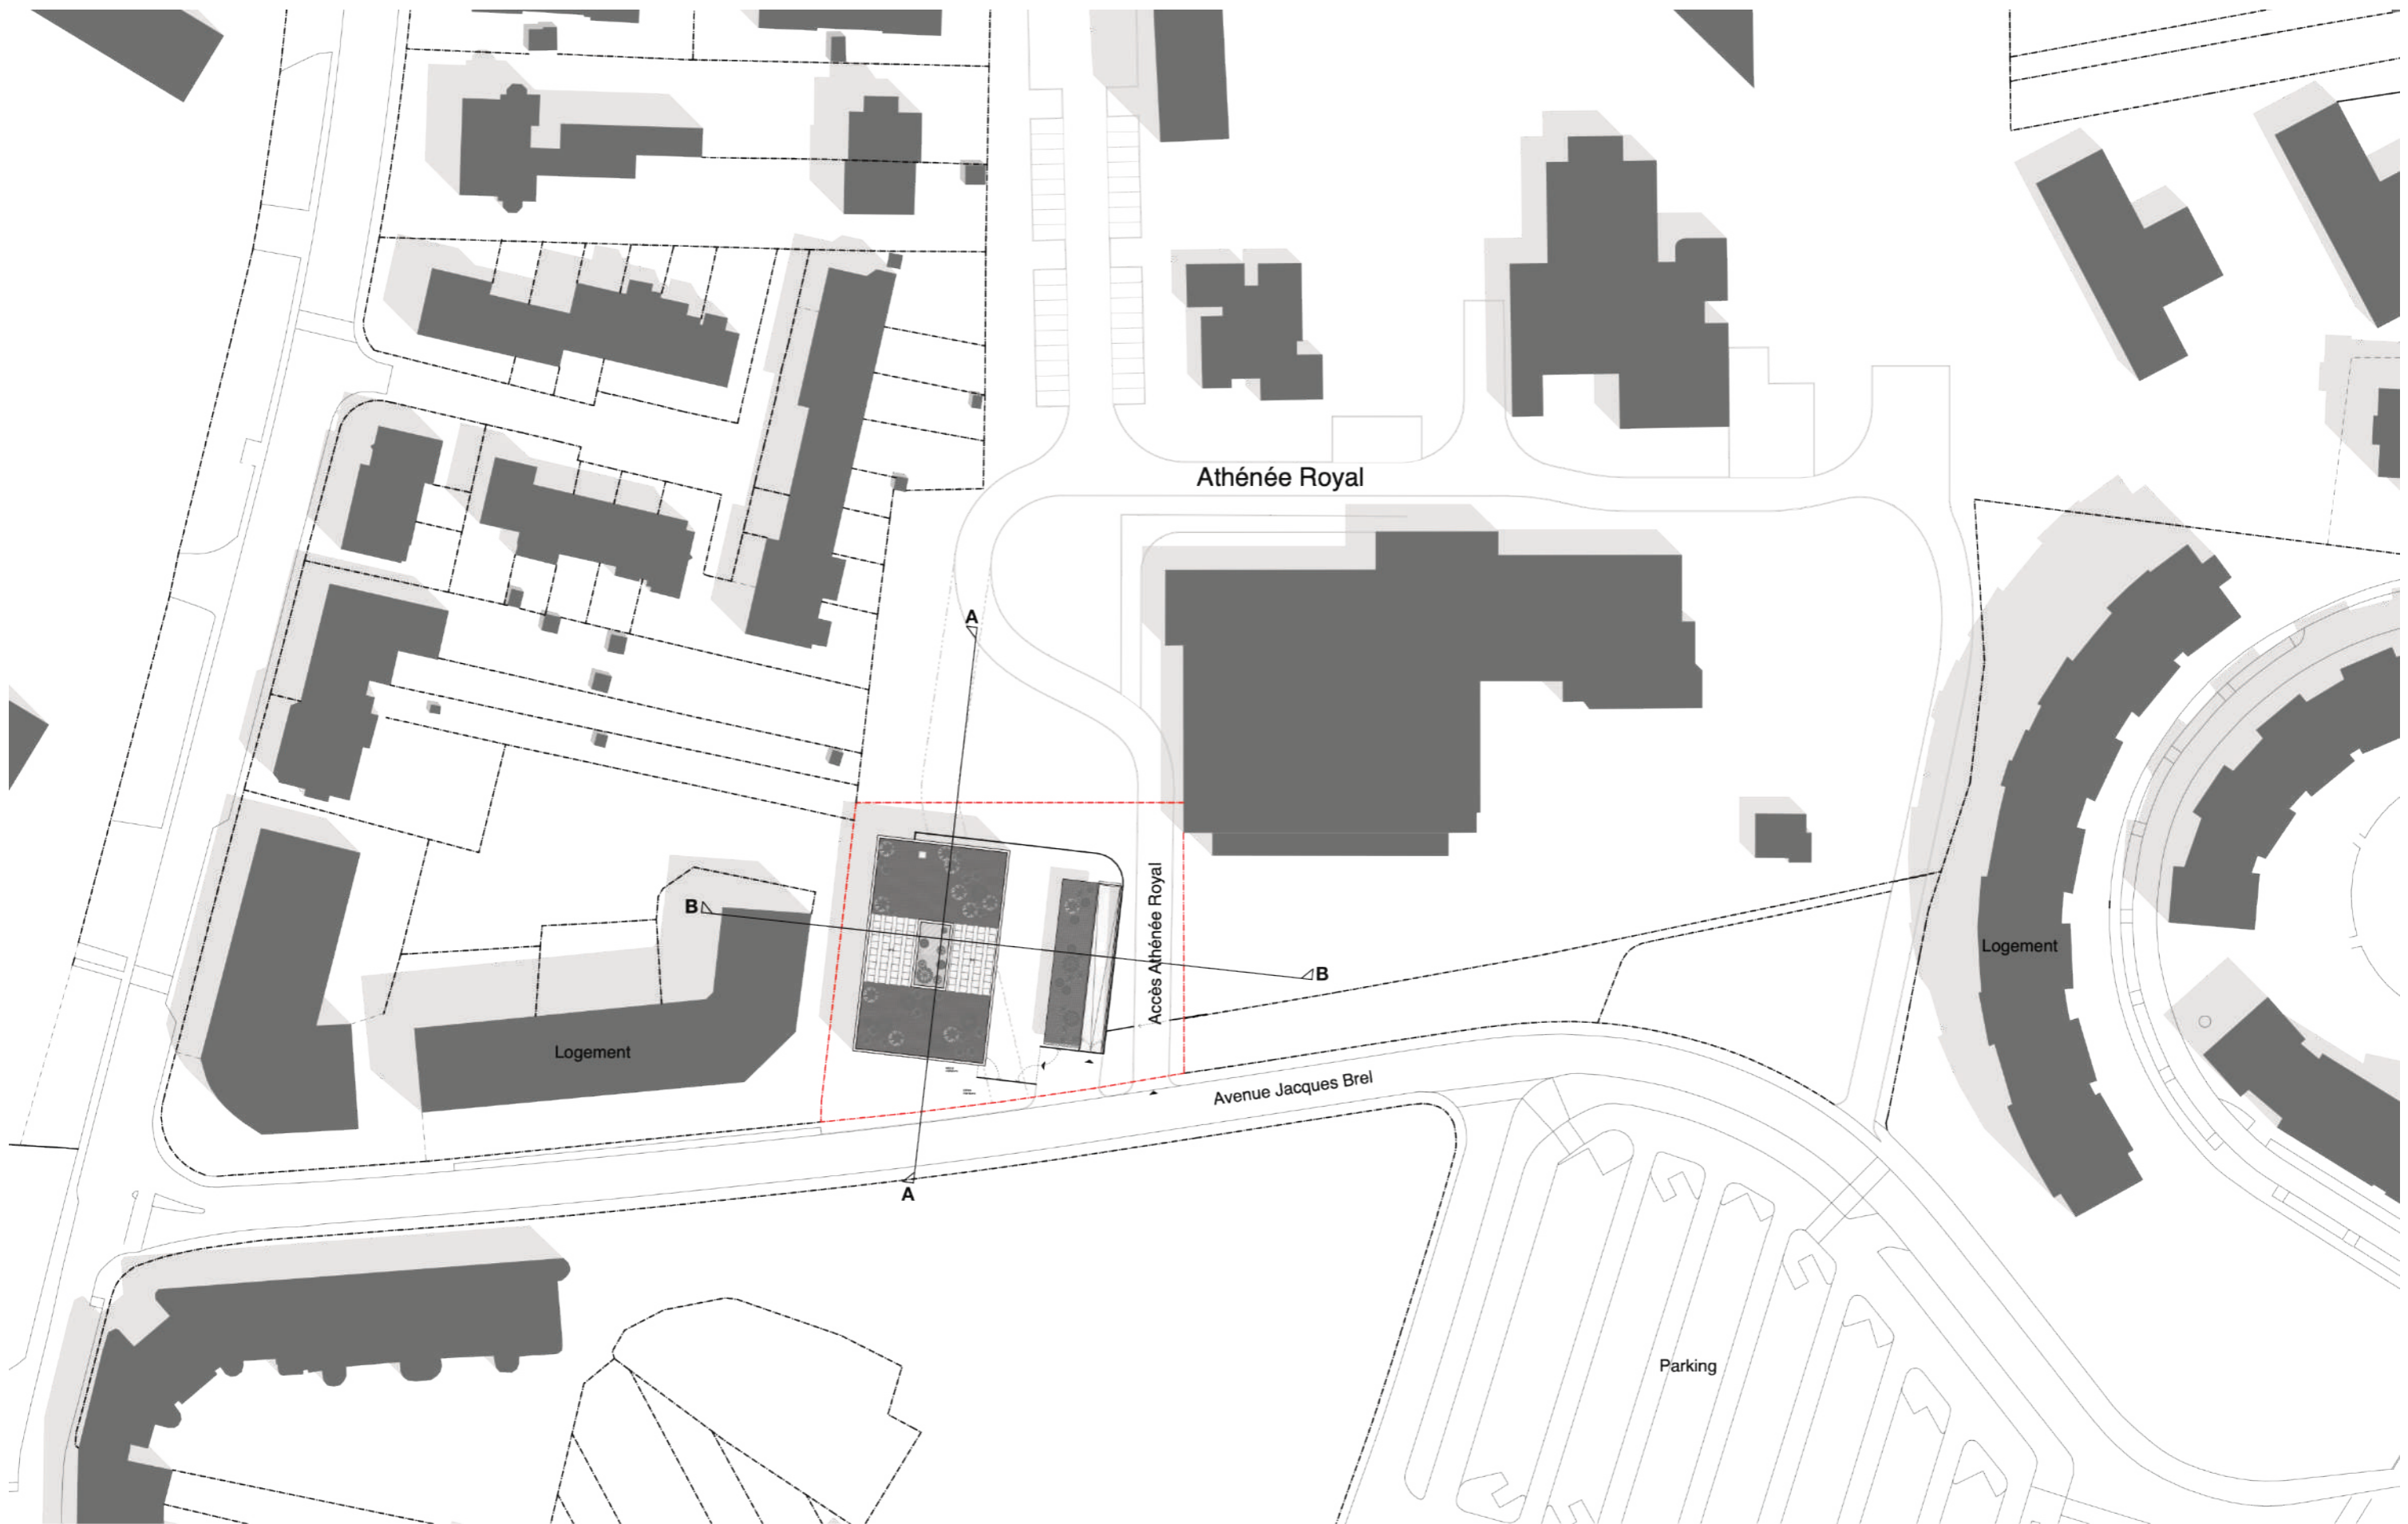 Athénée Royal
A
B
Accès Athénée Royal
B
Logement
Logement
Avenue Jacques Brel
A
Parking